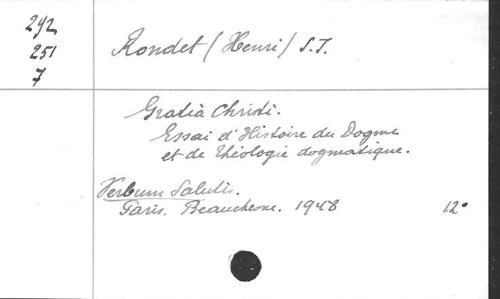 292
251
7
Rondet (Henri) S.J.
Gratia Christi.
Essai d'Histoire du Dogme
et de théologie dogmatique.
Verbum Salutis.
Paris. Beauchesne. 1948 12°